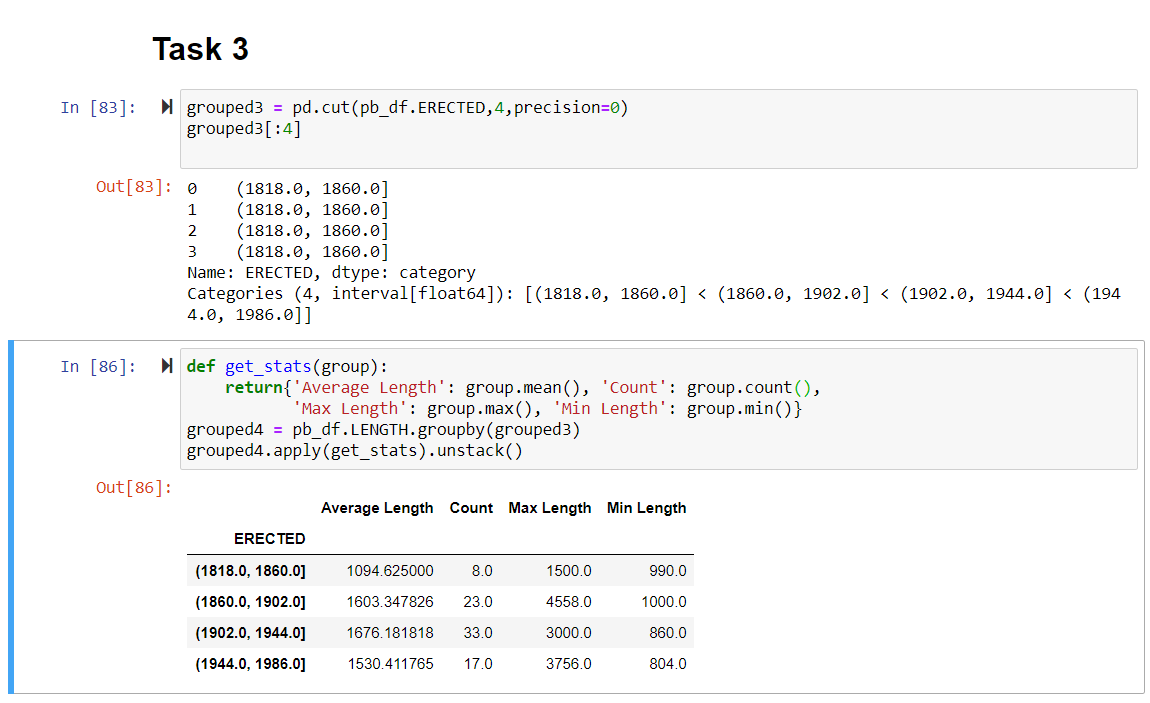 Task 3
In [83]: grouped3 = pd.cut(pb_df.ERECTED,4,precision=0)
grouped3[:4]
Out[83]: 0    (1818.0, 1860.0]
1    (1818.0, 1860.0]
2    (1818.0, 1860.0]
3    (1818.0, 1860.0]
Name: ERECTED, dtype: category
Categories (4, interval[float64]): [(1818.0, 1860.0] < (1860.0, 1902.0] < (1902.0, 1944.0] < (194
4.0, 1986.0]]
In [86]: def get_stats(group):
    return{'Average Length': group.mean(), 'Count': group.count(),
           'Max Length': group.max(), 'Min Length': group.min()}
grouped4 = pb_df.LENGTH.groupby(grouped3)
grouped4.apply(get_stats).unstack()
Out[86]:
Average Length Count Max Length Min Length
ERECTED
(1818.0, 1860.0] 1094.625000 8.0 1500.0 990.0
(1860.0, 1902.0] 1603.347826 23.0 4558.0 1000.0
(1902.0, 1944.0] 1676.181818 33.0 3000.0 860.0
(1944.0, 1986.0] 1530.411765 17.0 3756.0 804.0